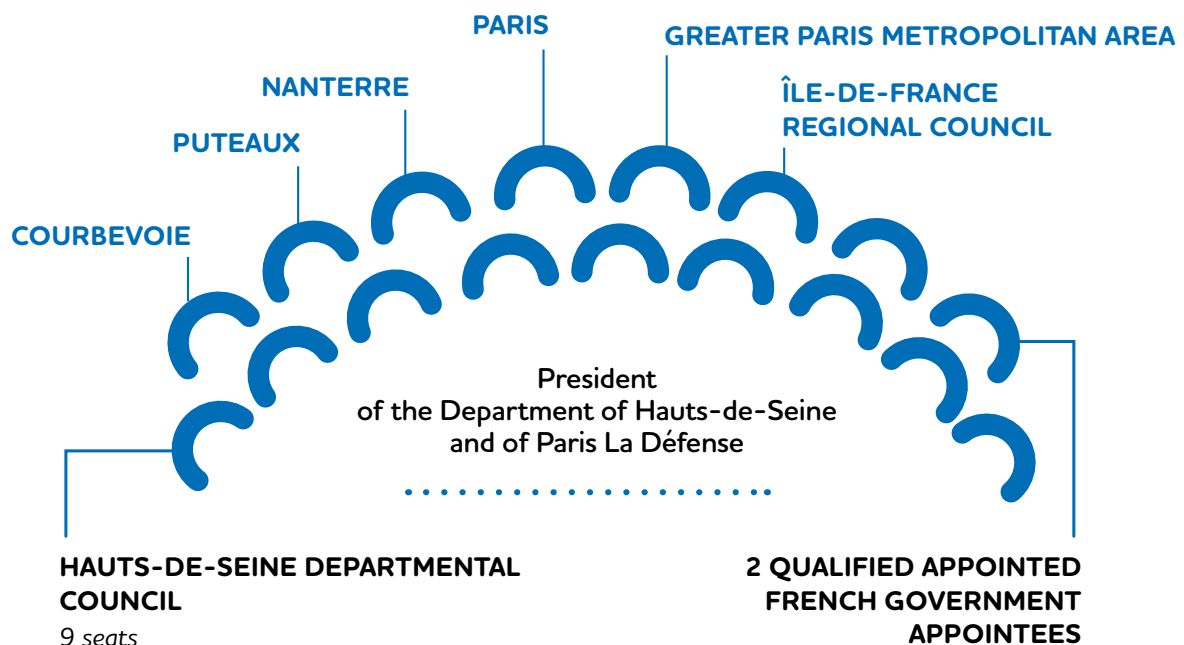 PARIS
GREATER PARIS METROPOLITAN AREA
NANTERRE
ÎLE-DE-FRANCE
REGIONAL COUNCIL
PUTEAUX
COURBEVOIE
President
of the Department of Hauts-de-Seine
and of Paris La Défense
HAUTS-DE-SEINE DEPARTMENTAL
COUNCIL
9 seats
2 QUALIFIED APPOINTED
FRENCH GOVERNMENT
APPOINTEES